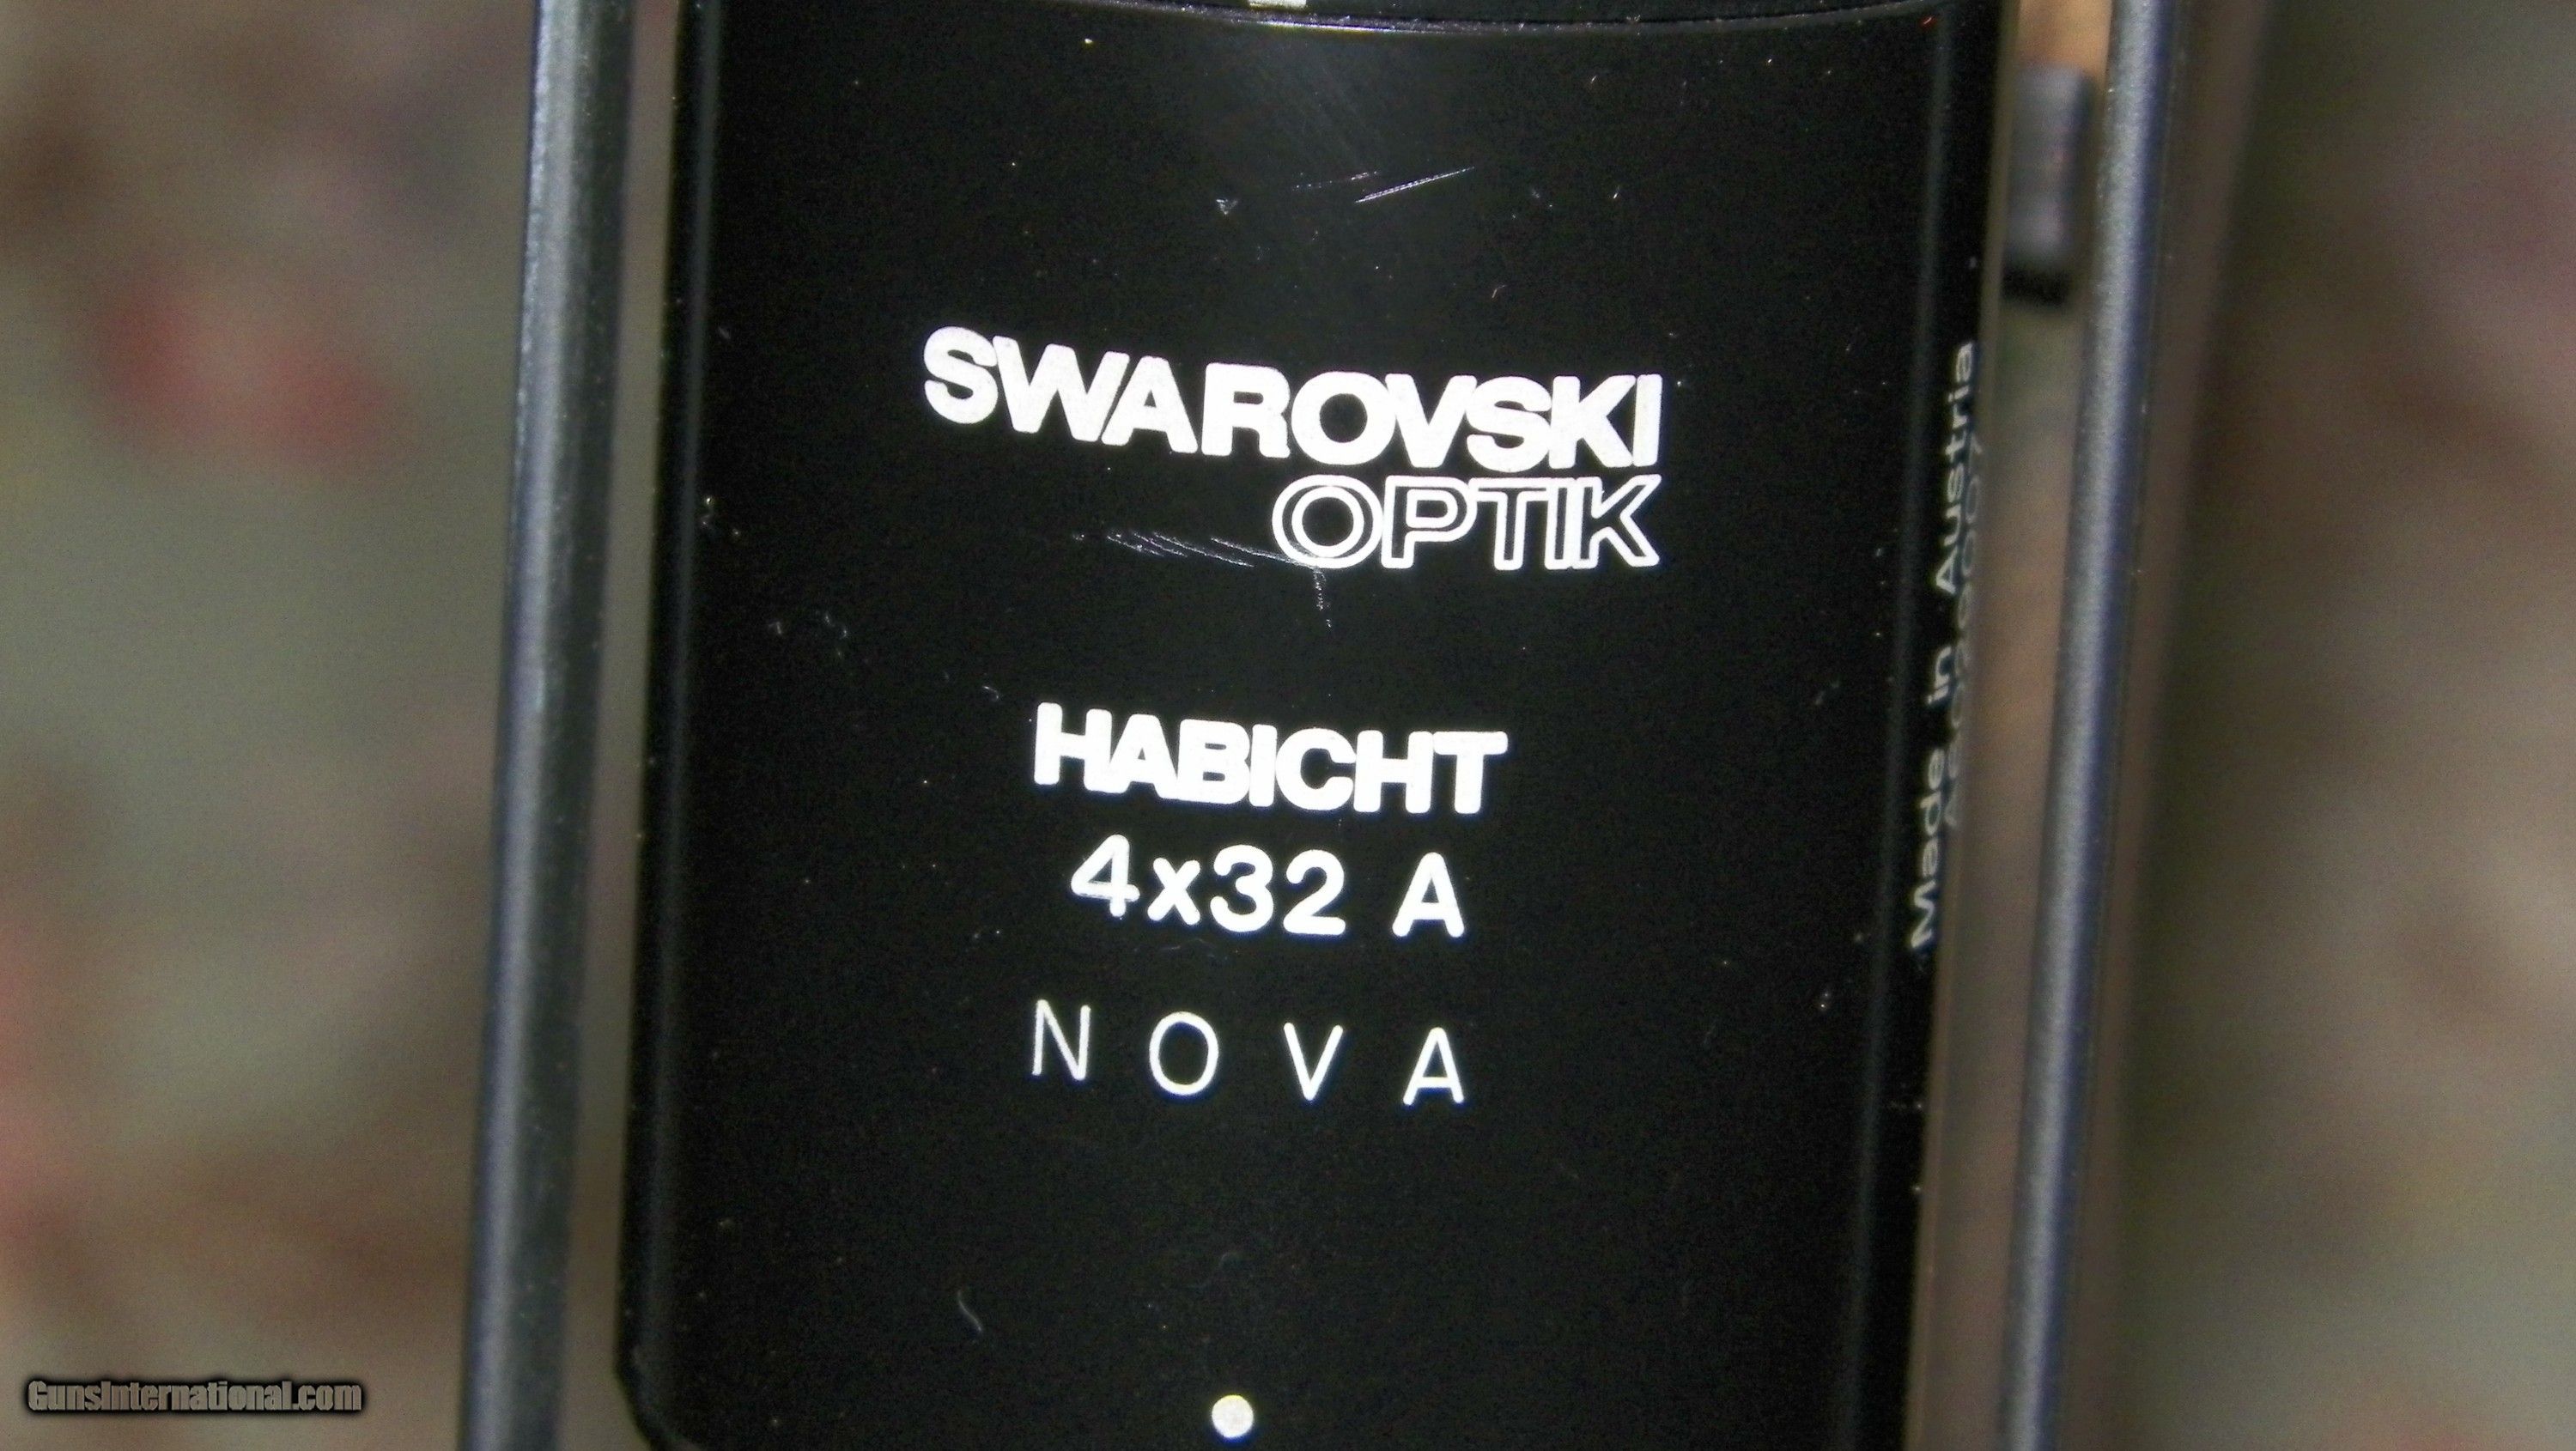 SWAROVSKI
OPTIK
HABICHT
4x32 A
NOVA
Made in Austria
GunsInternational.com